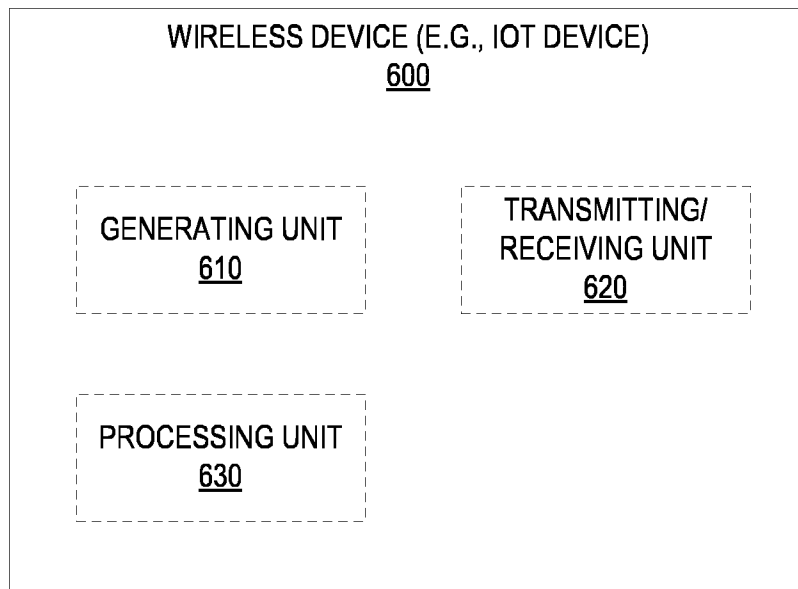 WIRELESS DEVICE (E.G., IOT DEVICE)
600
GENERATING UNIT
610
TRANSMITTING/
RECEIVING UNIT
620
PROCESSING UNIT
630